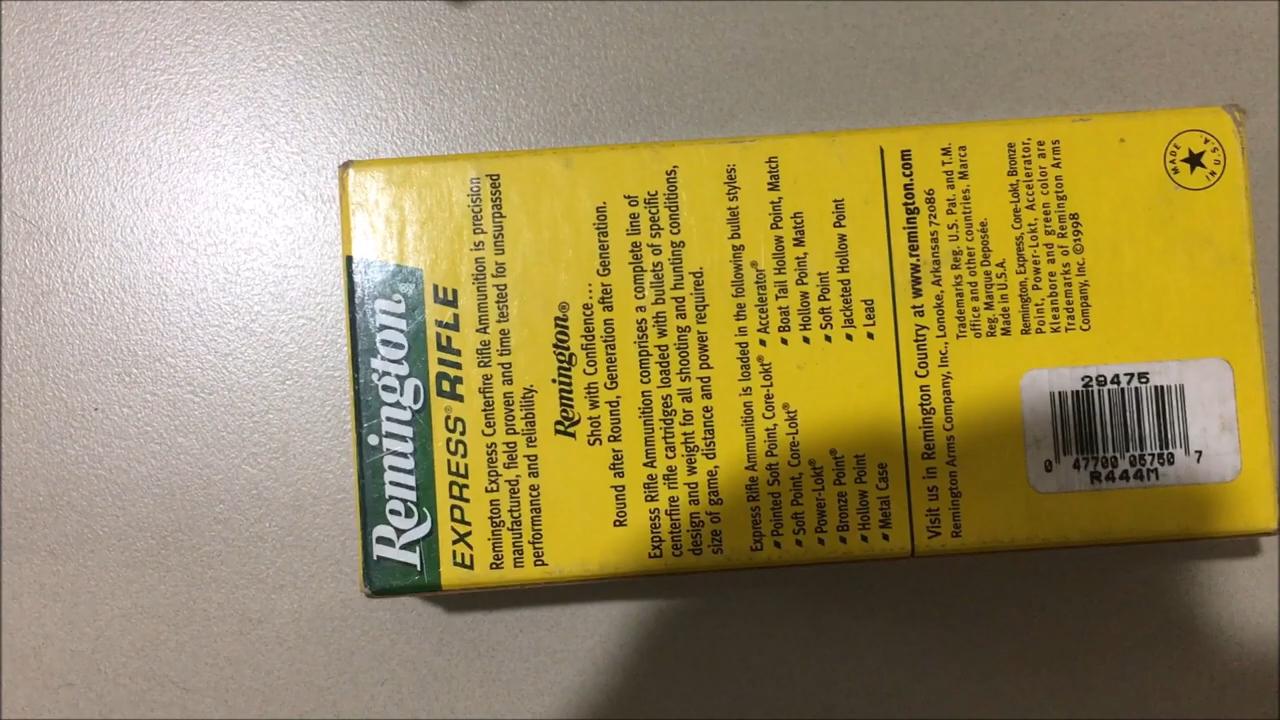 Remington®
EXPRESS® RIFLE
Remington Express Centerfire Rifle Ammunition is precision
manufactured, field proven and time tested for unsurpassed
performance and reliability.
Remington®
Shot with Confidence...
Round after Round, Generation after Generation.
Express Rifle Ammunition comprises a complete line of
centerfire rifle cartridges loaded with bullets of specific
design and weight for all shooting and hunting conditions,
size of game, distance and power required.
Express Rifle Ammunition is loaded in the following bullet styles:
Pointed Soft Point, Core-Lokt®
Soft Point, Core-Lokt®
Power-Lokt®
Bronze Point®
Hollow Point
Metal Case
Accelerator®
Boat Tail Hollow Point, Match
Hollow Point, Match
Soft Point
Jacketed Hollow Point
Lead
Visit us in Remington Country at www.remington.com
Remington Arms Company, Inc., Lonoke, Arkansas 72086
Trademarks Reg. U.S. Pat. and T.M.
office and other countries. Marca
Reg. Marque Deposée.
Made in U.S.A.
Remington, Express, Core-Lokt, Bronze
Point, Power-Lokt, Accelerator,
Kleanbore and green color are
Trademarks of Remington Arms
Company, Inc. ©1998
MADE IN U.S.A.
29475
0 47700 05750 7
R444M